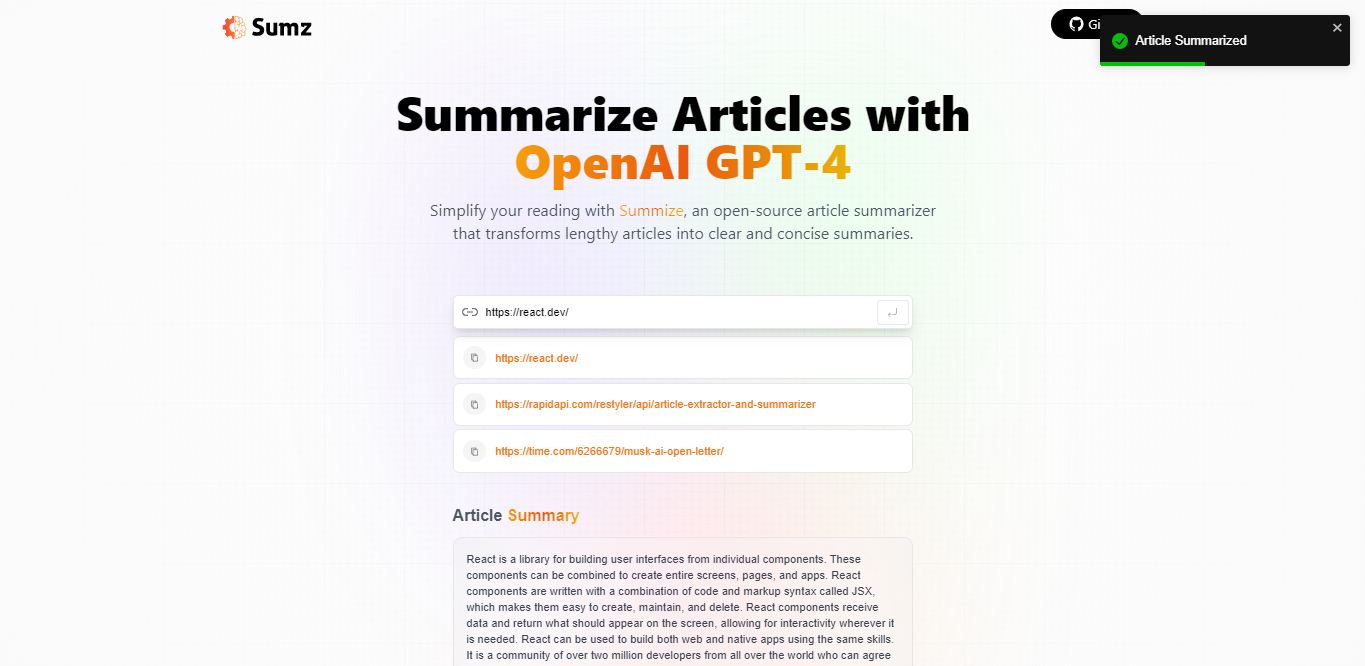 Sumz
Gi
Article Summarized
Summarize Articles with
OpenAI GPT-4
Simplify your reading with Summize, an open-source article summarizer
that transforms lengthy articles into clear and concise summaries.
https://react.dev/
https://react.dev/
https://rapidapi.com/restyler/api/article-extractor-and-summarizer
https://time.com/6266679/musk-ai-open-letter/
Article Summary
React is a library for building user interfaces from individual components. These
components can be combined to create entire screens, pages, and apps. React
components are written with a combination of code and markup syntax called JSX,
which makes them easy to create, maintain, and delete. React components receive
data and return what should appear on the screen, allowing for interactivity wherever it
is needed. React can be used to build both web and native apps using the same skills.
It is a community of over two million developers from all over the world who can agree